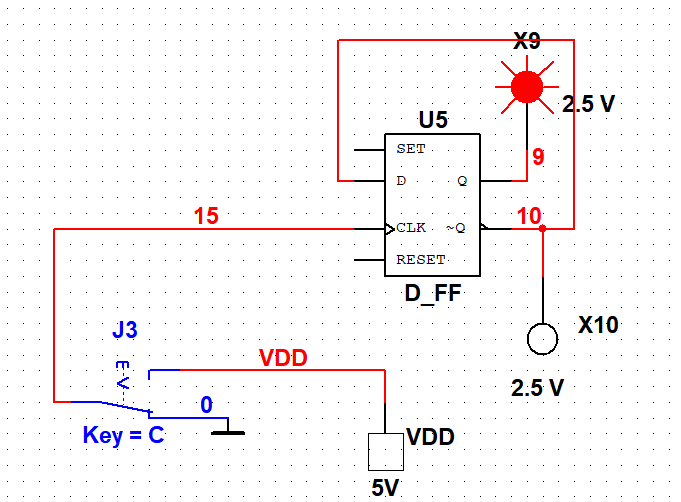 X9
2.5 V
U5
SET
9
D Q
15
10
CLK ~Q
RESET
D_FF
J3
X10
VDD
2.5 V
0
Key = C
VDD
5V